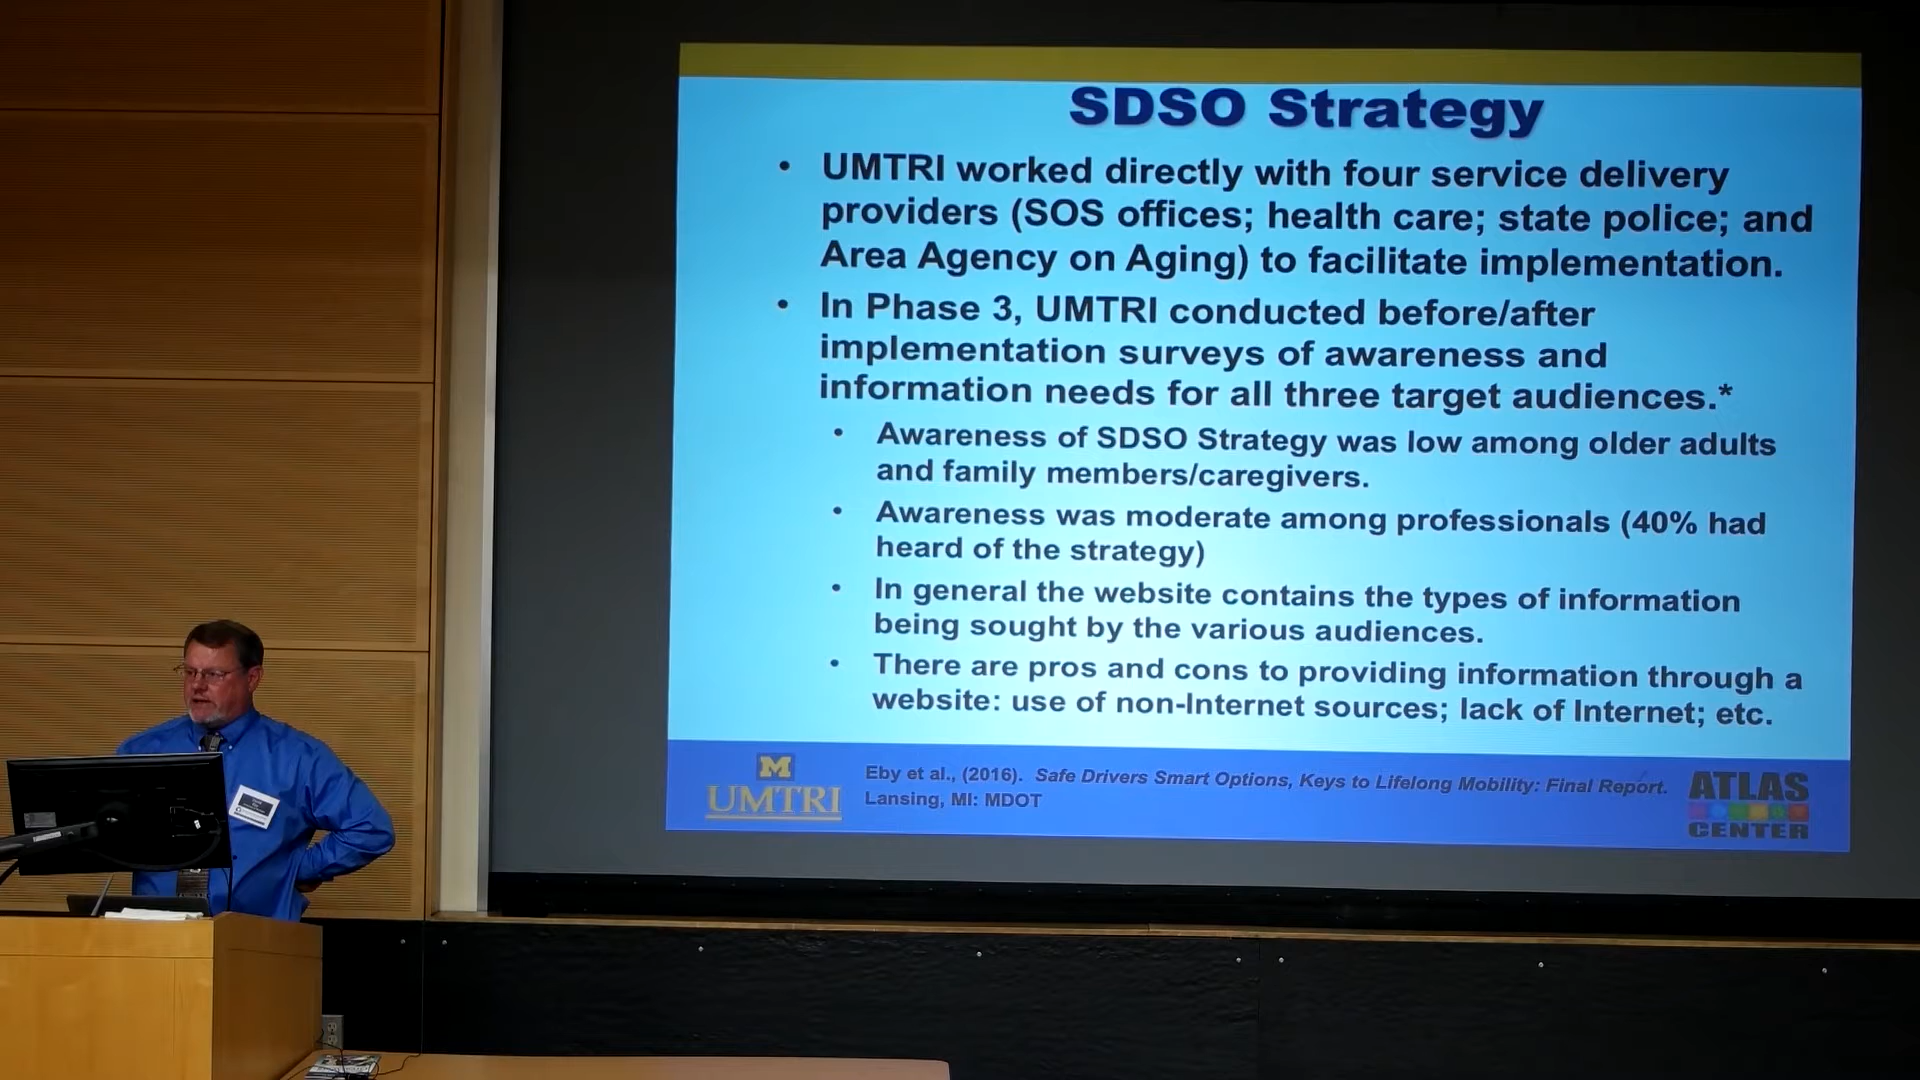 SDSO Strategy
• UMTRI worked directly with four service delivery
providers (SOS offices; health care; state police; and
Area Agency on Aging) to facilitate implementation.
• In Phase 3, UMTRI conducted before/after
implementation surveys of awareness and
information needs for all three target audiences.*
• Awareness of SDSO Strategy was low among older adults
and family members/caregivers.
• Awareness was moderate among professionals (40% had
heard of the strategy)
• In general the website contains the types of information
being sought by the various audiences.
• There are pros and cons to providing information through a
website: use of non-Internet sources; lack of Internet; etc.
M
UMTRI
Eby et al., (2016). Safe Drivers Smart Options, Keys to Lifelong Mobility: Final Report.
Lansing, MI: MDOT
ATLAS
CENTER